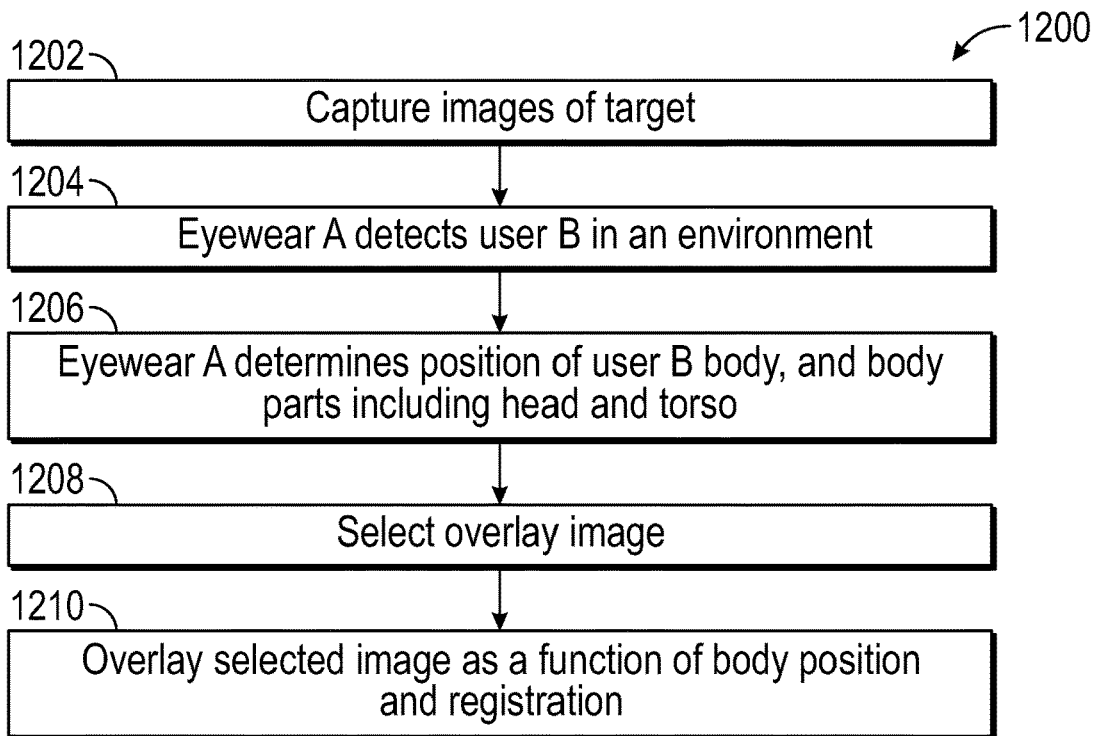 1200
1202
Capture images of target
1204
Eyewear A detects user B in an environment
1206
Eyewear A determines position of user B body, and body
parts including head and torso
1208
Select overlay image
1210
Overlay selected image as a function of body position
and registration